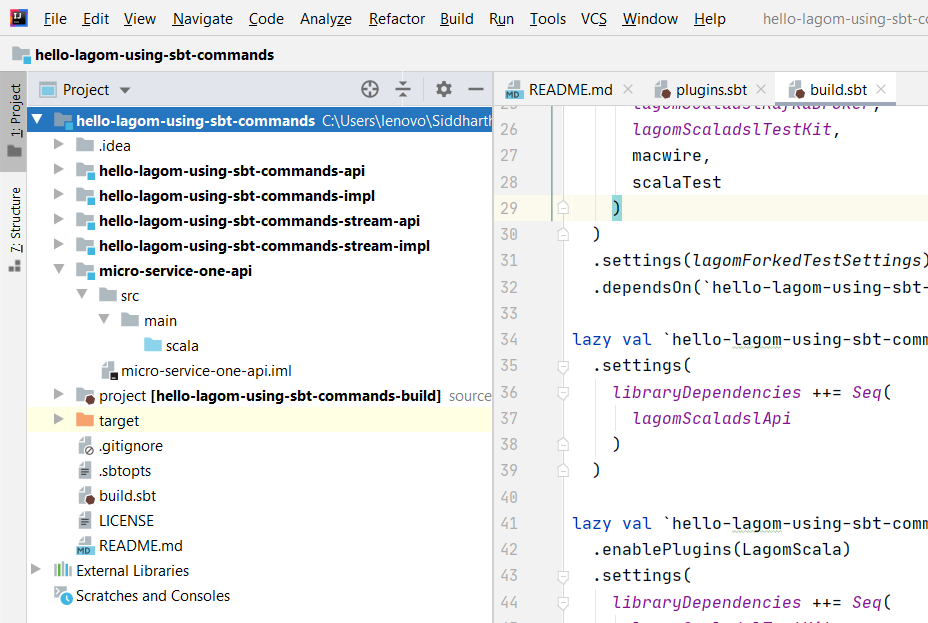 File Edit View Navigate Code Analyze Refactor Build Run Tools VCS Window Help hello-lagom-using-sbt-co
hello-lagom-using-sbt-commands
1: Project
7: Structure
Project
README.md plugins.sbt build.sbt
hello-lagom-using-sbt-commands C:\Users\lenovo\Siddharth
.idea
hello-lagom-using-sbt-commands-api
hello-lagom-using-sbt-commands-impl
hello-lagom-using-sbt-commands-stream-api
hello-lagom-using-sbt-commands-stream-impl
micro-service-one-api
src
main
scala
micro-service-one-api.iml
project [hello-lagom-using-sbt-commands-build] source
target
.gitignore
.sbtopts
build.sbt
LICENSE
README.md
External Libraries
Scratches and Consoles
26 lagomScaladslTestKit,
27 macwire,
28 scalaTest
29 )
30 )
31 .settings(lagomForkedTestSettings)
32 .dependsOn(`hello-lagom-using-sbt-
33
34 lazy val `hello-lagom-using-sbt-comm
35 .settings(
36 libraryDependencies ++= Seq(
37 lagomScaladslApi
38 )
39 )
40
41 lazy val `hello-lagom-using-sbt-comm
42 .enablePlugins(LagomScala)
43 .settings(
44 libraryDependencies ++= Seq(